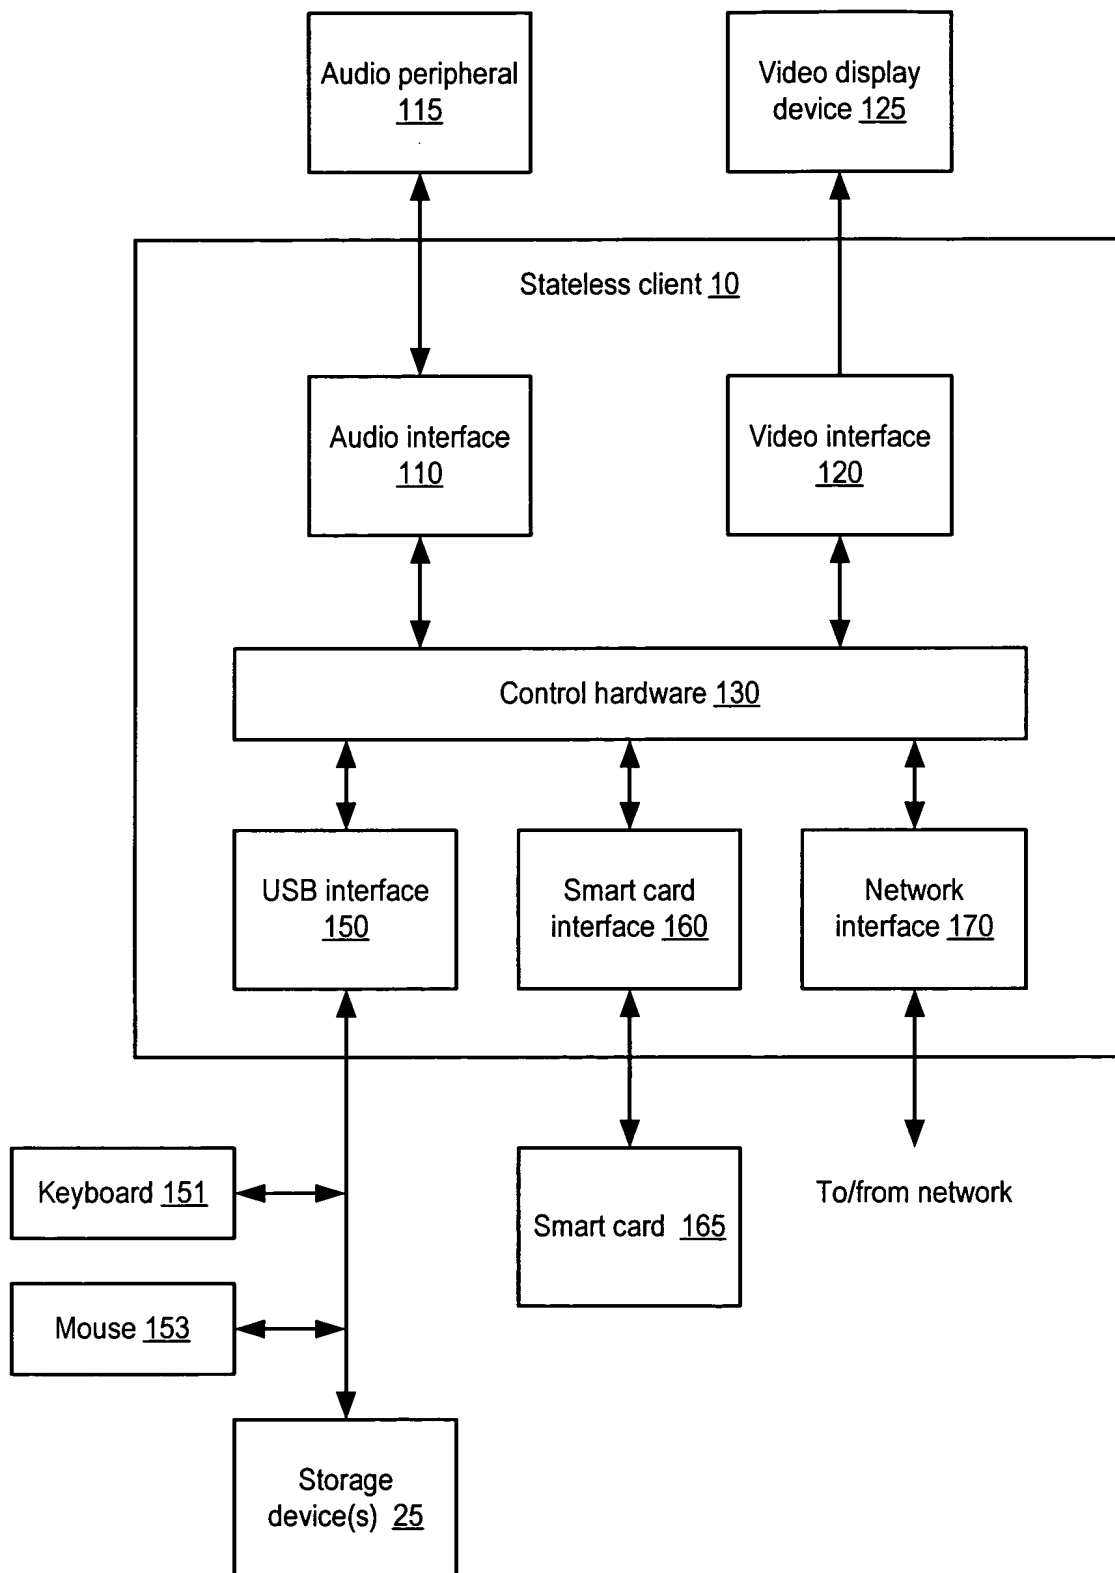 Audio peripheral
115
Video display
device 125
Stateless client 10
Audio interface
110
Video interface
120
Control hardware 130
USB interface
150
Smart card
interface 160
Network
interface 170
Keyboard 151
Smart card 165
To/from network
Mouse 153
Storage
device(s) 25